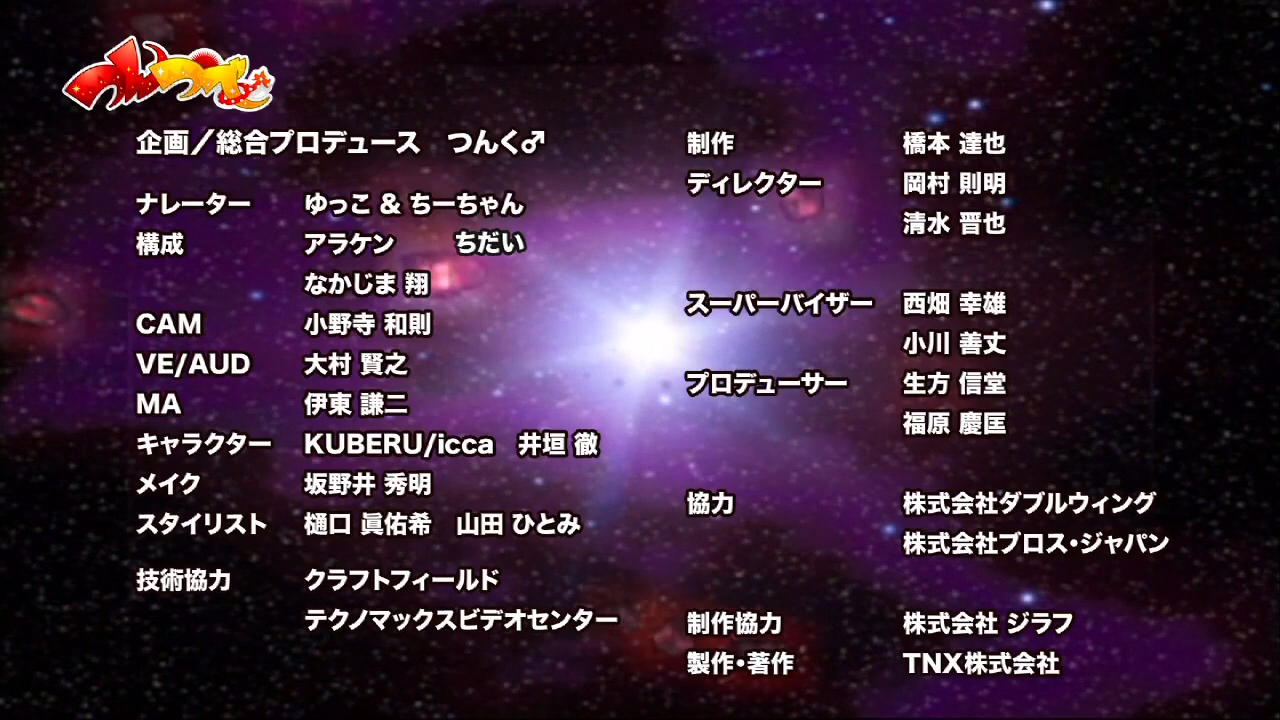 企画／総合プロデュース　つんく♂
ナレーター　ゆっこ & ちーちゃん
構成　アラケン　ちだい
なかじま 翔
CAM　小野寺 和則
VE/AUD　大村 賢之
MA　伊東 謙二
キャラクター　KUBERU/icca　井垣 徹
メイク　坂野井 秀明
スタイリスト　樋口 眞佑希　山田 ひとみ
技術協力　クラフトフィールド
テクノマックスビデオセンター
制作　橋本 達也
ディレクター　岡村 則明
清水 晋也
スーパーバイザー　西畑 幸雄
小川 善丈
プロデューサー　生方 信堂
福原 慶匡
協力　株式会社ダブルウィング
株式会社ブロス・ジャパン
制作協力　株式会社 ジラフ
製作・著作　TNX株式会社